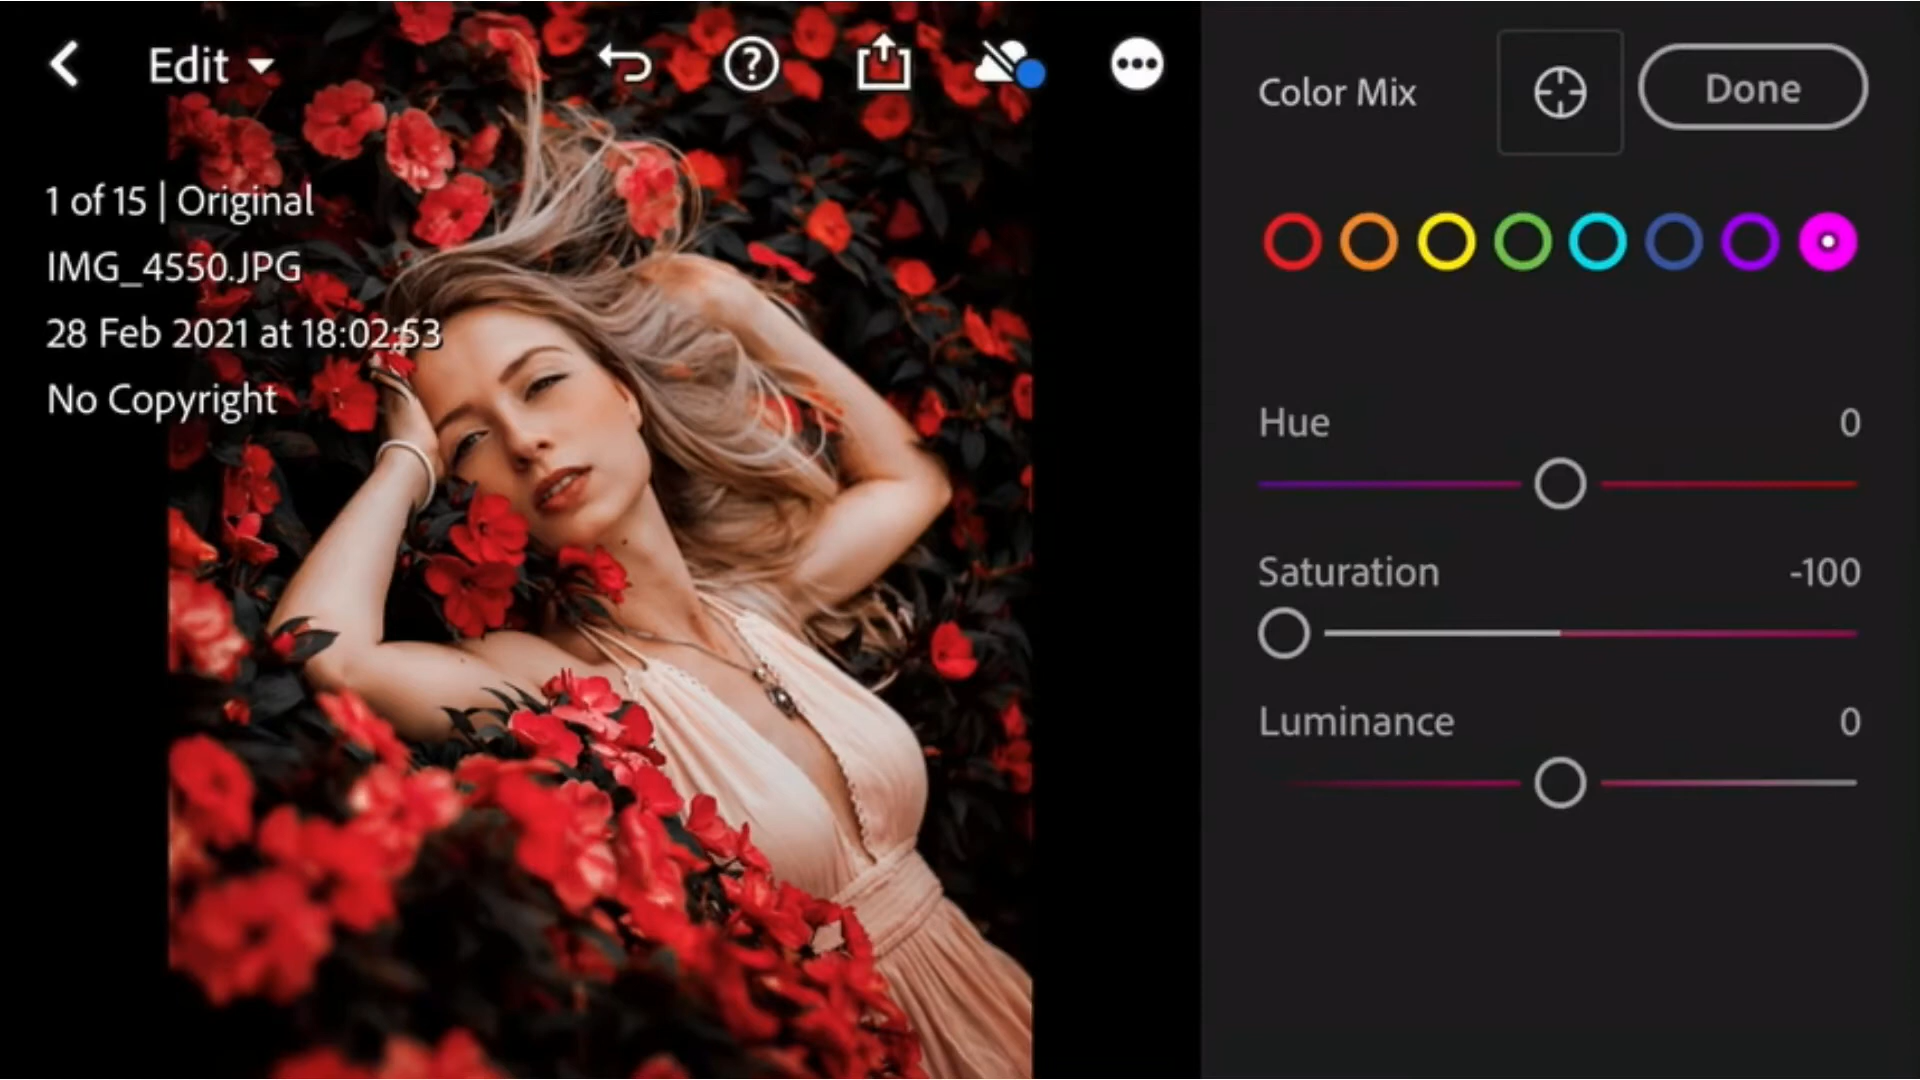 Edit
1 of 15 | Original
IMG_4550.JPG
28 Feb 2021 at 18:02:53
No Copyright
Color Mix
Done
Hue 0
Saturation -100
Luminance 0